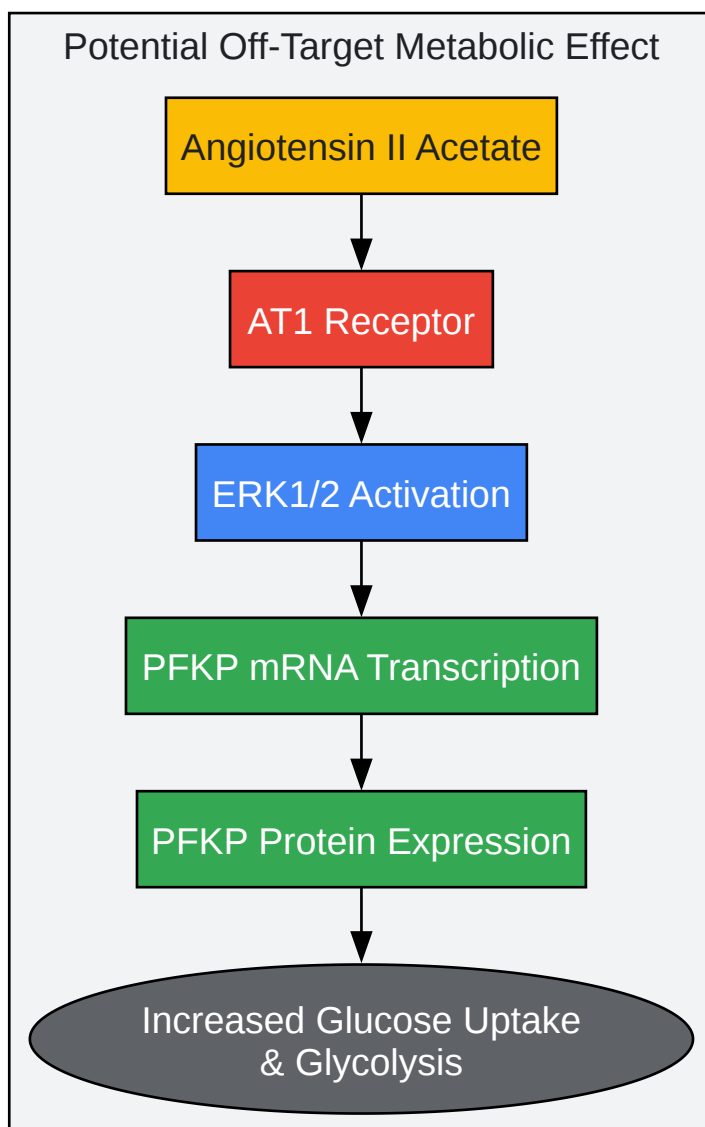 Potential Off-Target Metabolic Effect
Angiotensin II Acetate
AT1 Receptor
ERK1/2 Activation
PFKP mRNA Transcription
PFKP Protein Expression
Increased Glucose Uptake
& Glycolysis